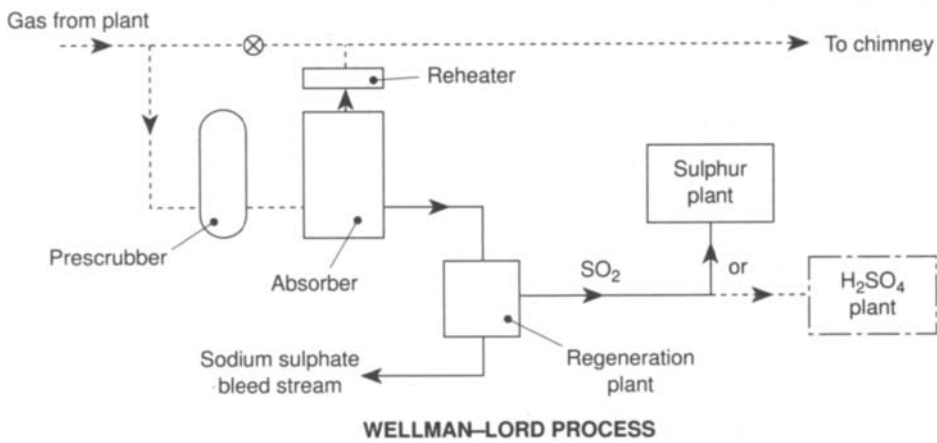 Gas from plant
To chimney
Reheater
Sulphur
plant
Prescrubber
Absorber
SO₂
or
H₂SO₄
plant
Sodium sulphate
bleed stream
Regeneration
plant
WELLMAN–LORD PROCESS